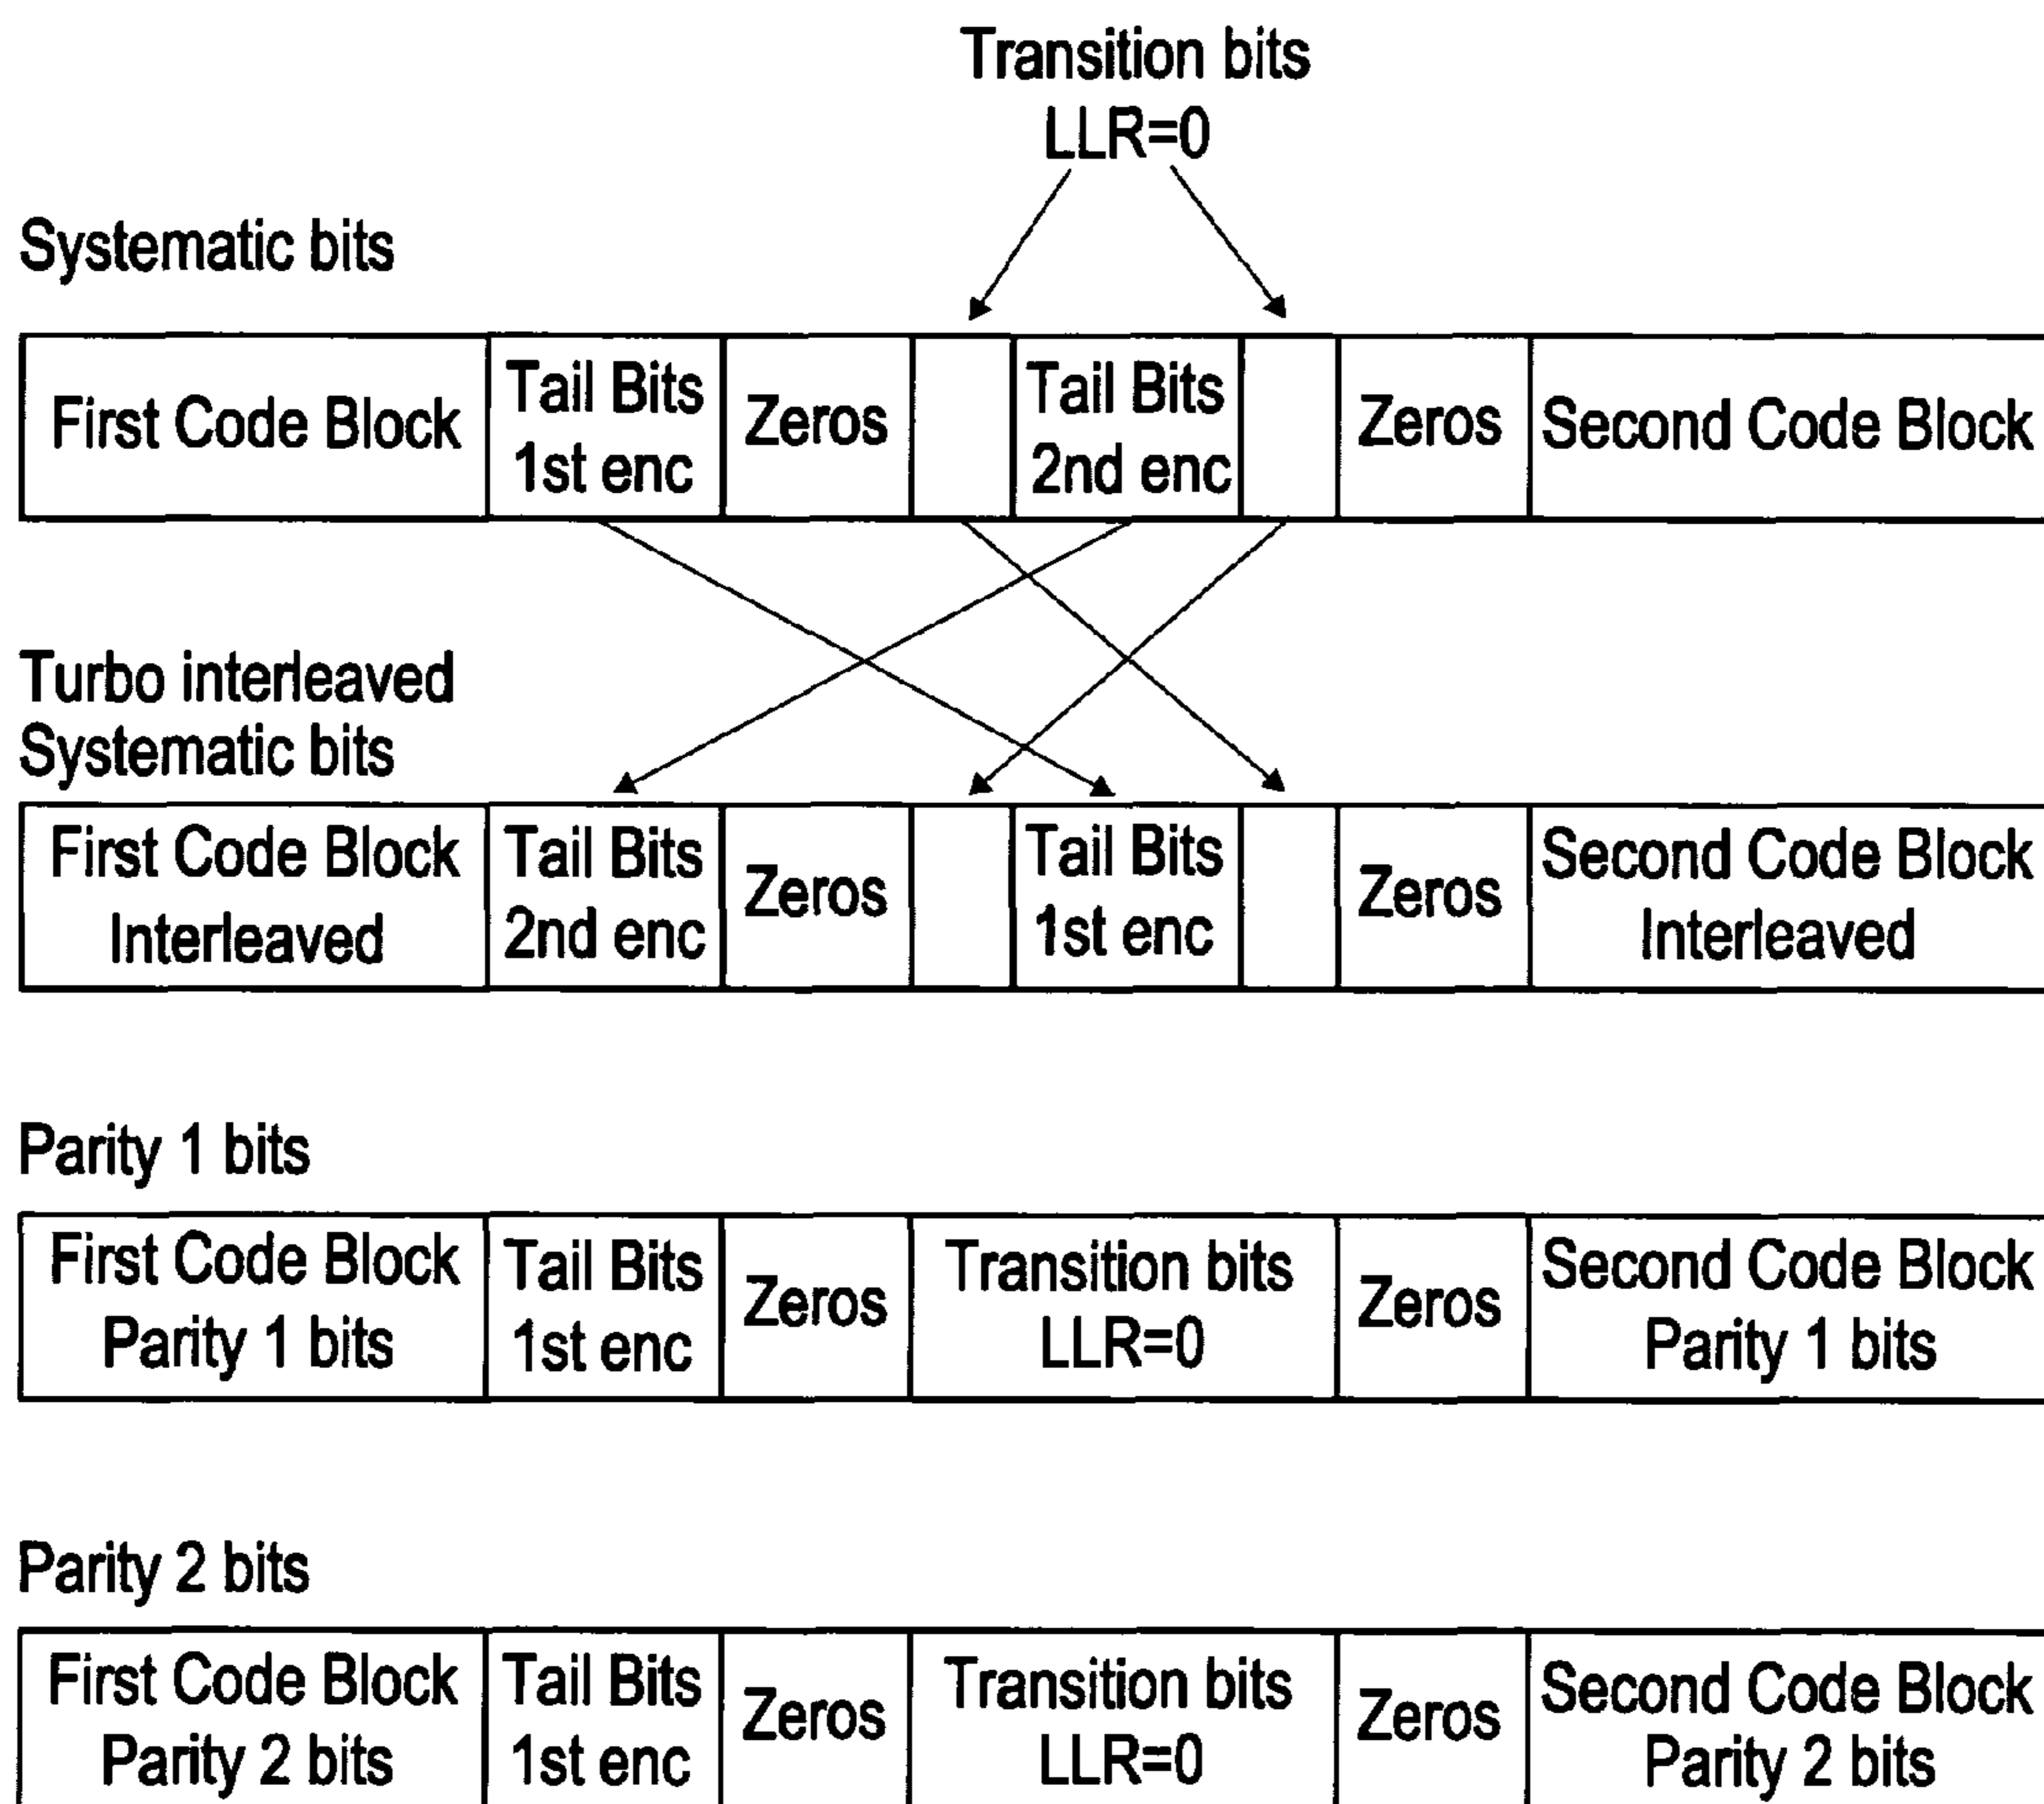 Transition bits
LLR=0
Systematic bits
First Code Block
Tail Bits
1st enc
Zeros
Tail Bits
2nd enc
Zeros
Second Code Block
Turbo interleaved
Systematic bits
First Code Block
Interleaved
Tail Bits
2nd enc
Zeros
Tail Bits
1st enc
Zeros
Second Code Block
Interleaved
Parity 1 bits
First Code Block
Parity 1 bits
Tail Bits
1st enc
Zeros
Transition bits
LLR=0
Zeros
Second Code Block
Parity 1 bits
Parity 2 bits
First Code Block
Parity 2 bits
Tail Bits
1st enc
Zeros
Transition bits
LLR=0
Zeros
Second Code Block
Parity 2 bits